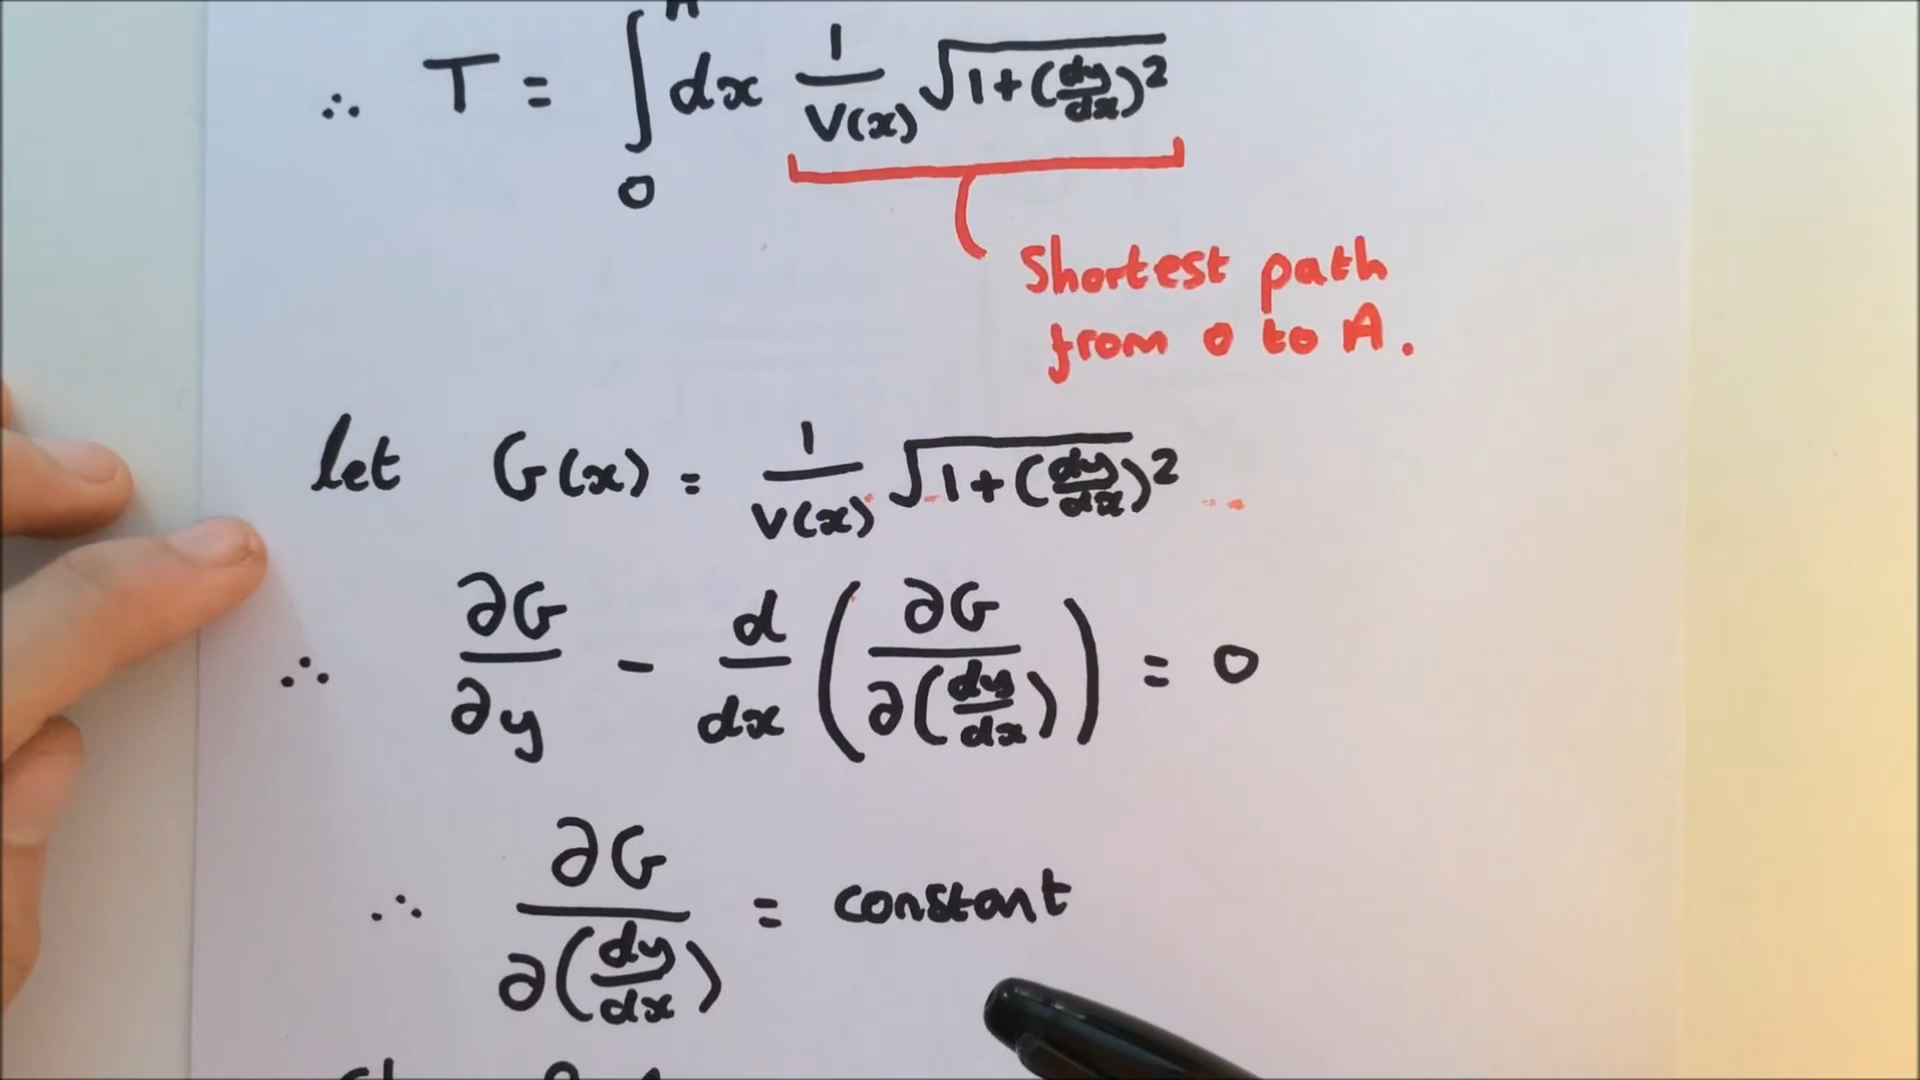 ∴ T = ∫₀ᴬ dx 1/V(x) √1+(dy/dx)²
Shortest path
from 0 to A.
let G(x) = 1/V(x) √1+(dy/dx)²
∴ ∂G/∂y - d/dx (∂G/∂(dy/dx)) = 0
∴ ∂G/∂(dy/dx) = constant